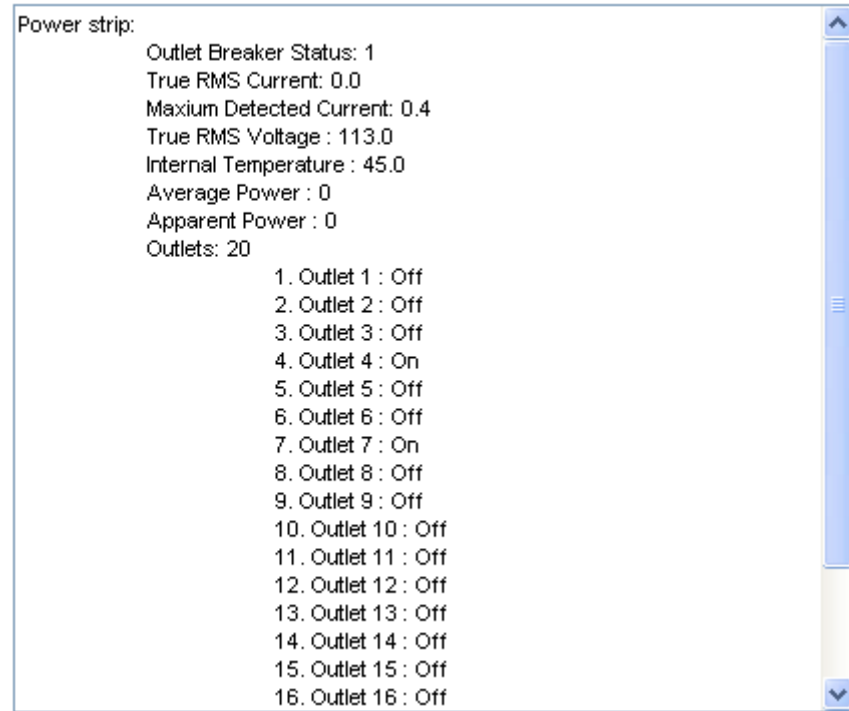 Power strip:
Outlet Breaker Status: 1
True RMS Current: 0.0
Maxium Detected Current: 0.4
True RMS Voltage : 113.0
Internal Temperature : 45.0
Average Power : 0
Apparent Power : 0
Outlets: 20
1. Outlet 1 : Off
2. Outlet 2 : Off
3. Outlet 3 : Off
4. Outlet 4 : On
5. Outlet 5 : Off
6. Outlet 6 : Off
7. Outlet 7 : On
8. Outlet 8 : Off
9. Outlet 9 : Off
10. Outlet 10 : Off
11. Outlet 11 : Off
12. Outlet 12 : Off
13. Outlet 13 : Off
14. Outlet 14 : Off
15. Outlet 15 : Off
16. Outlet 16 : Off